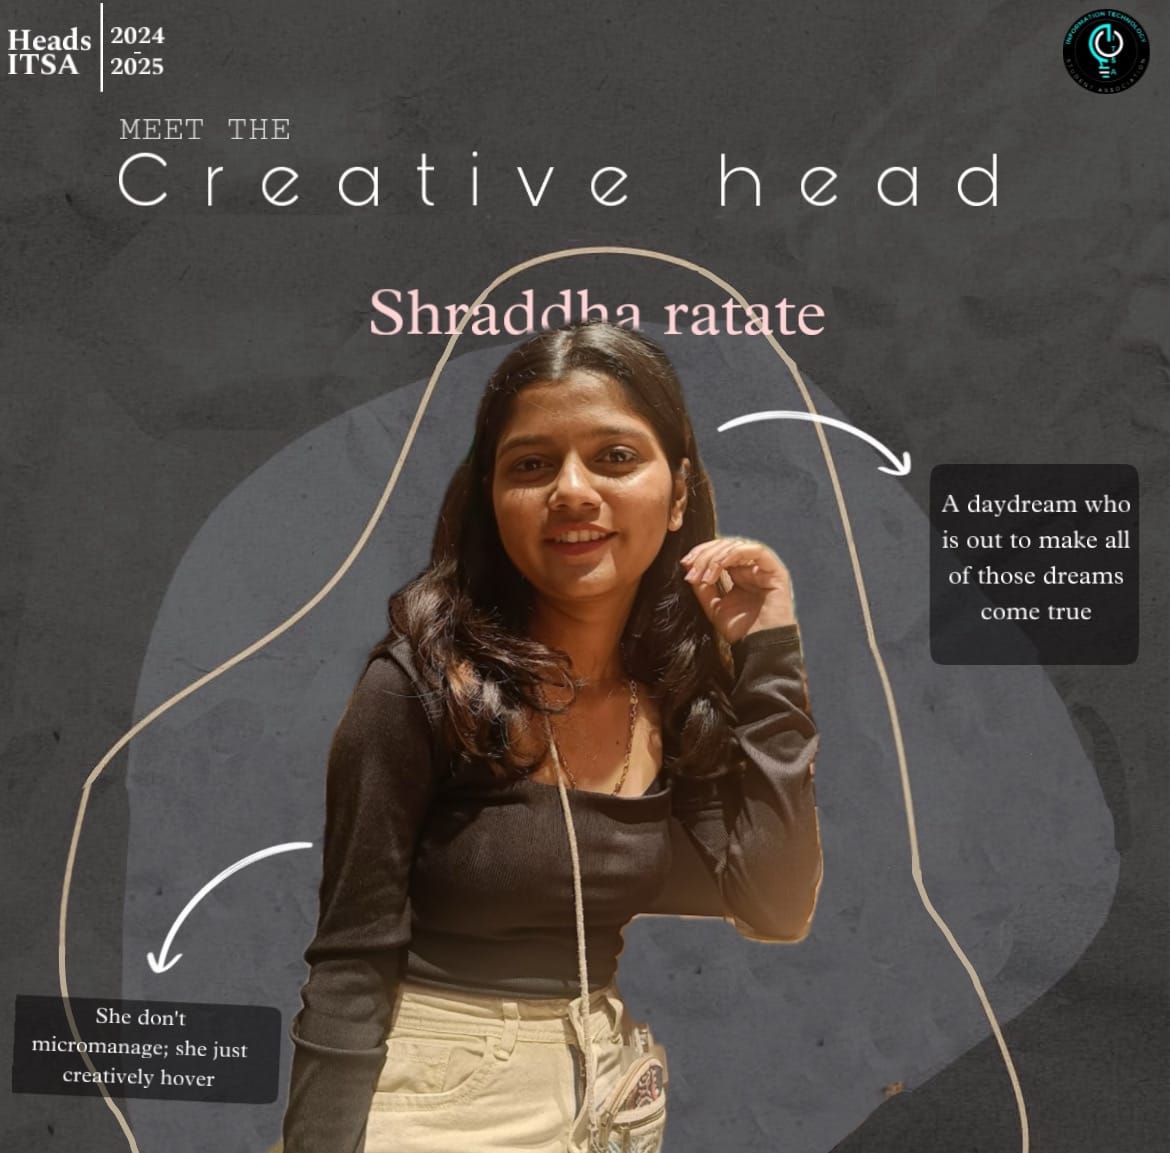 Heads
ITSA
2024
-
2025
INFORMATION TECHNOLOGY
STUDENT ASSOCIATION
ITSA
MEET THE
Creative head
Shraddha ratate
A daydream who
is out to make all
of those dreams
come true
She don't
micromanage; she just
creatively hover